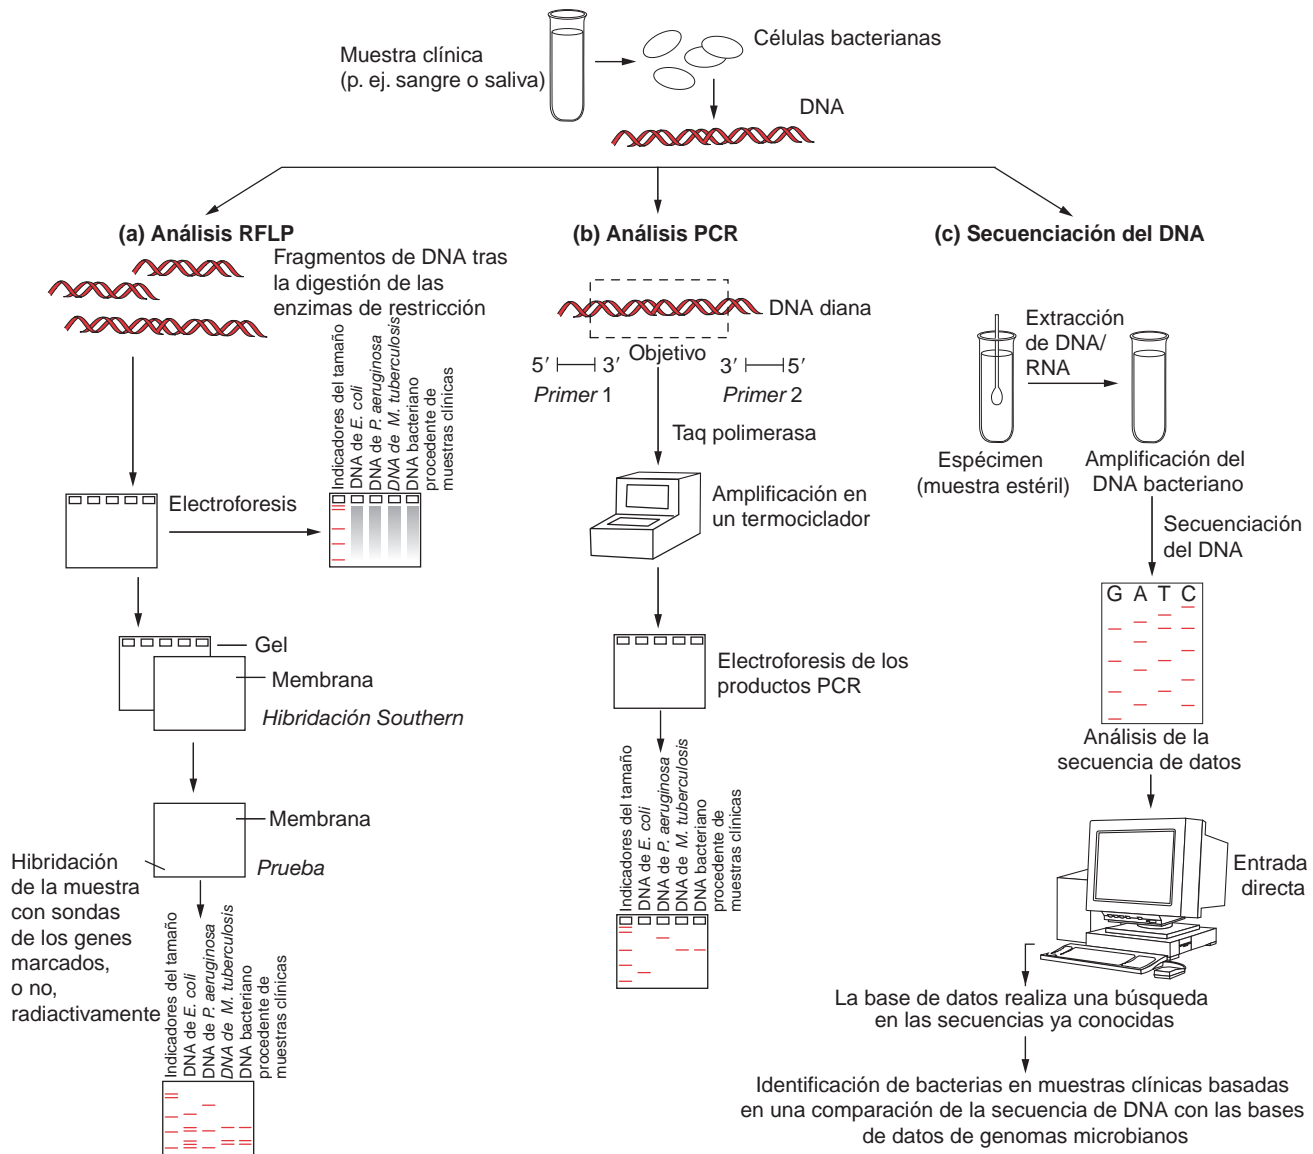 Muestra clínica
(p. ej. sangre o saliva)
Células bacterianas
DNA
(a) Análisis RFLP
Fragmentos de DNA tras
la digestión de las
enzimas de restricción
Indicadores del tamaño
DNA de E. coli
DNA de P. aeruginosa
DNA de M. tuberculosis
DNA bacteriano
procedente de
muestras clínicas
Electroforesis
Gel
Membrana
Hibridación Southern
Membrana
Prueba
Hibridación
de la muestra
con sondas
de los genes
marcados,
o no,
radiactivamente
Indicadores del tamaño
DNA de E. coli
DNA de P. aeruginosa
DNA de M. tuberculosis
DNA bacteriano
procedente de
muestras clínicas
(b) Análisis PCR
DNA diana
Objetivo
5′ 3′
Primer 1
3′ 5′
Primer 2
Taq polimerasa
Amplificación en
un termociclador
Electroforesis de los
productos PCR
Indicadores del tamaño
DNA de E. coli
DNA de P. aeruginosa
DNA de M. tuberculosis
DNA bacteriano
procedente de
muestras clínicas
(c) Secuenciación del DNA
Extracción
de DNA/
RNA
Espécimen
(muestra estéril)
Amplificación del
DNA bacteriano
Secuenciación
del DNA
G A T C
Análisis de la
secuencia de datos
Entrada
directa
La base de datos realiza una búsqueda
en las secuencias ya conocidas
Identificación de bacterias en muestras clínicas basadas
en una comparación de la secuencia de DNA con las bases
de datos de genomas microbianos